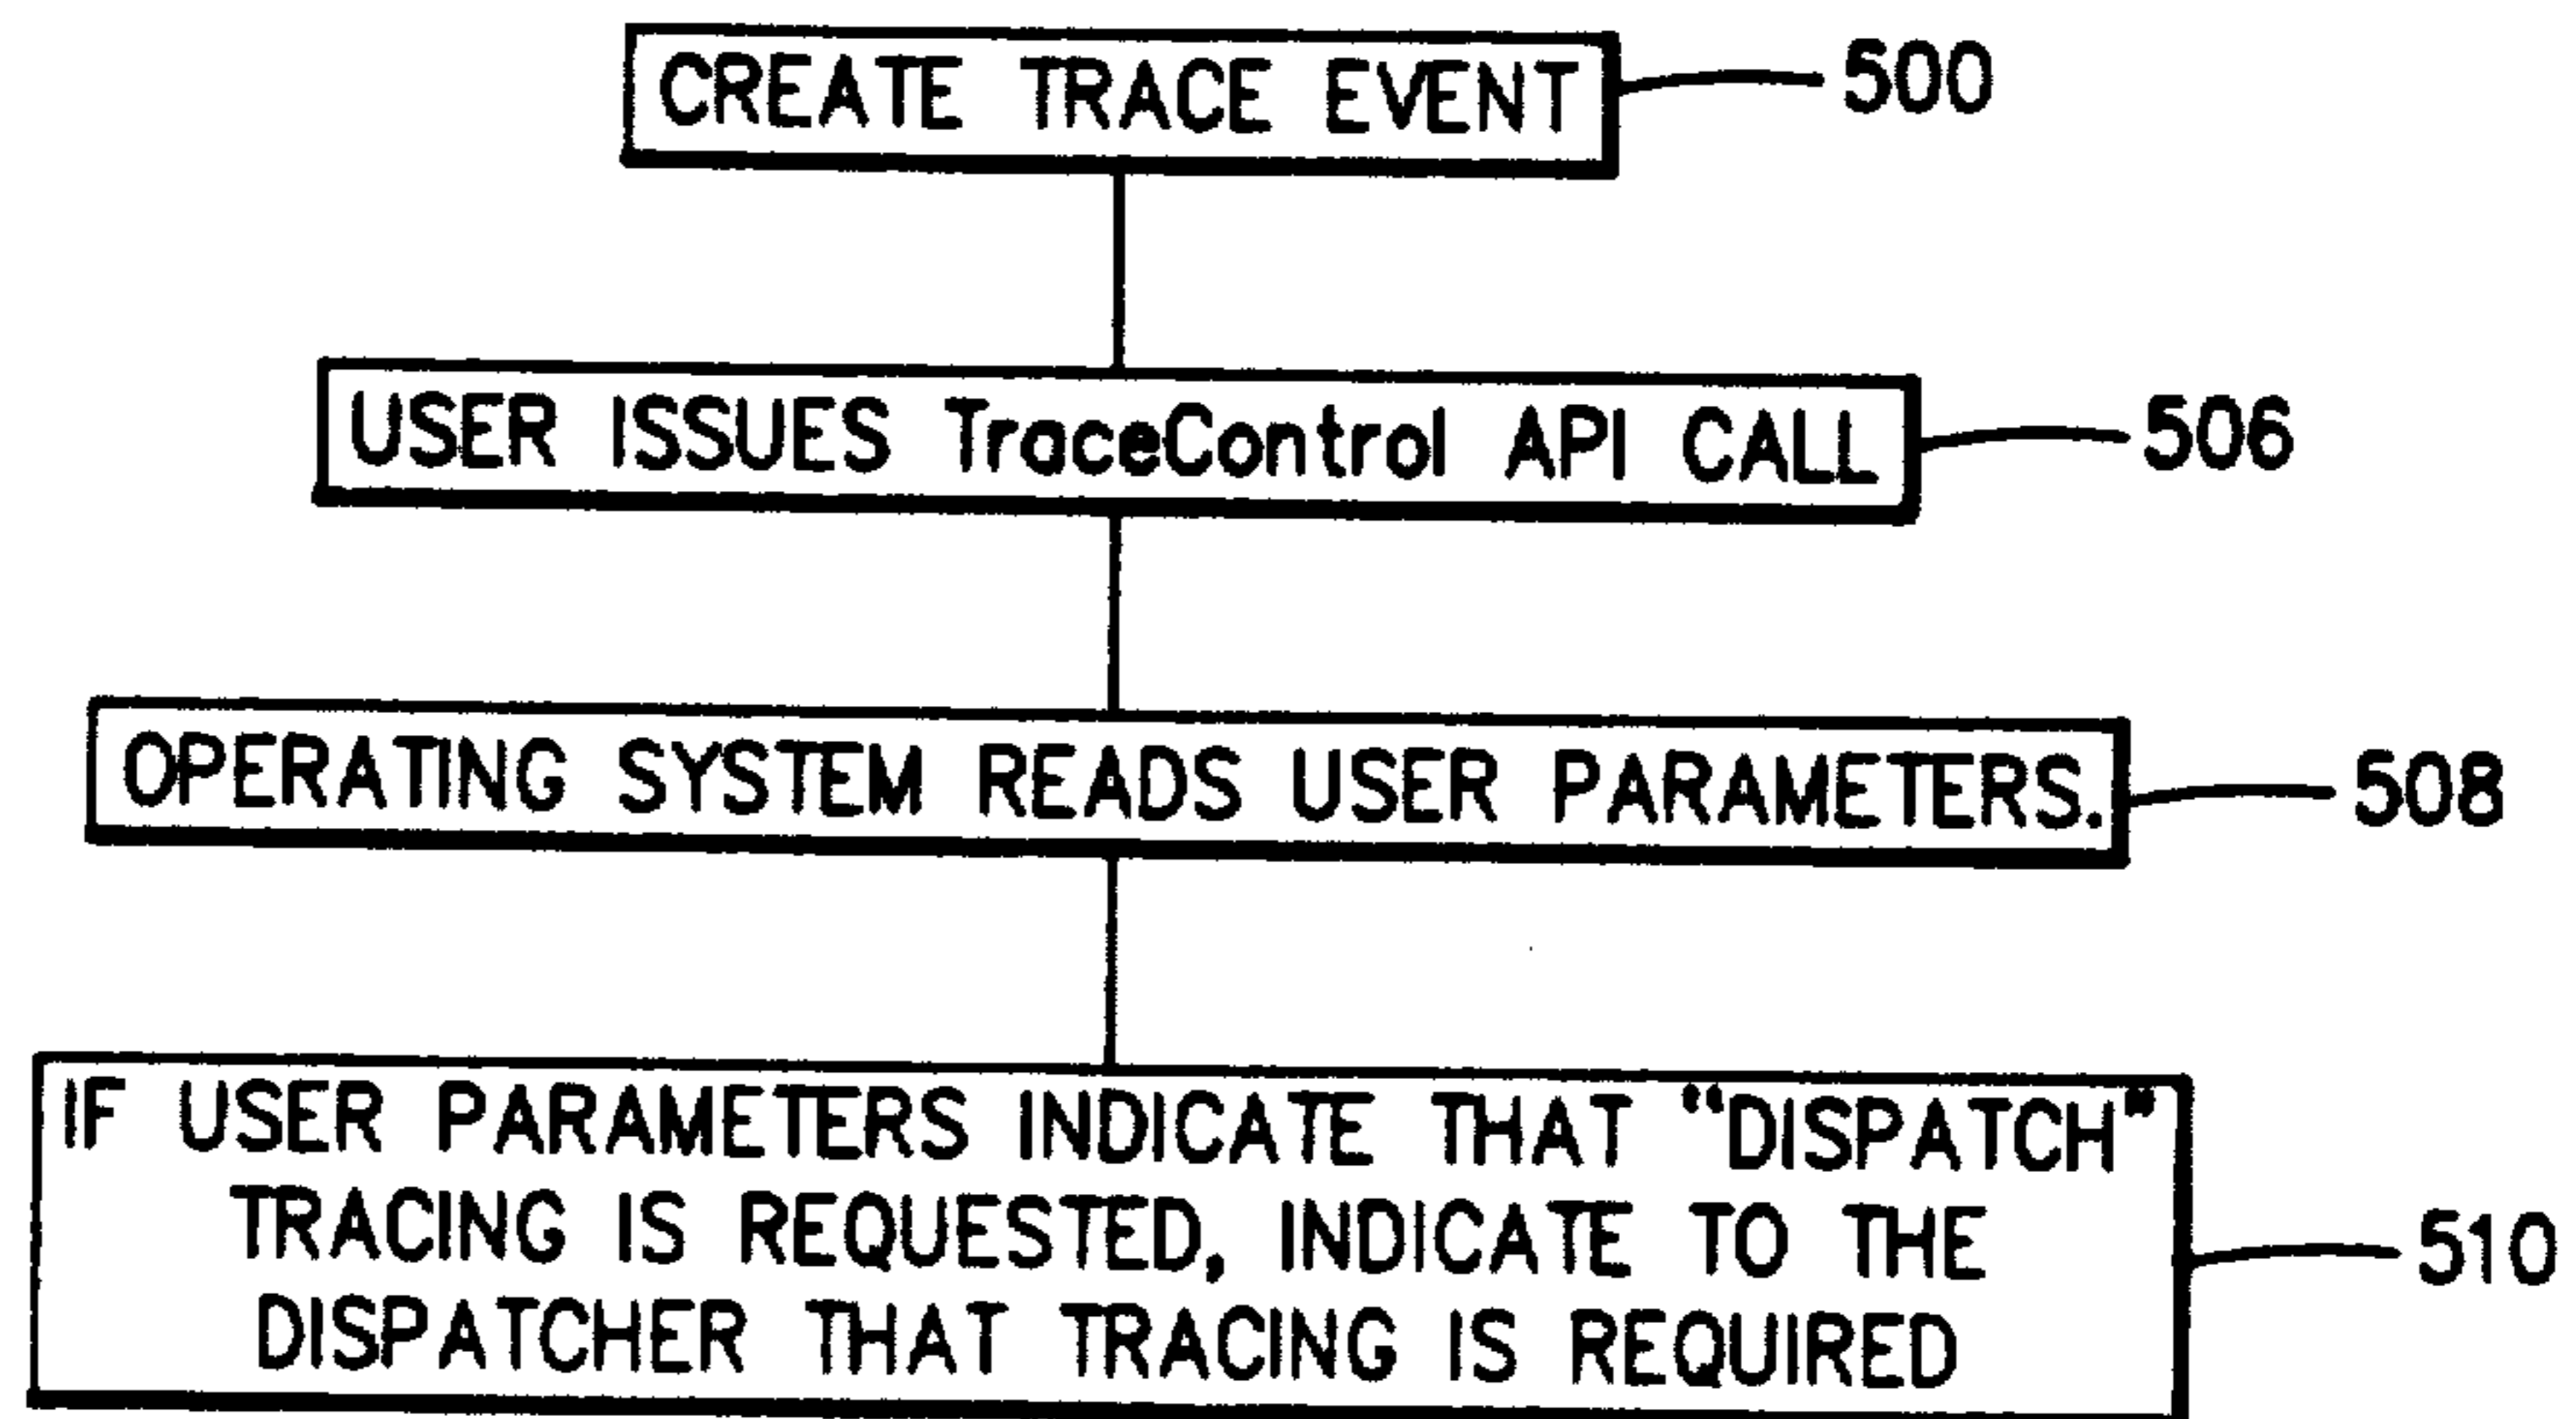 CREATE TRACE EVENT 500
USER ISSUES TraceControl API CALL 506
OPERATING SYSTEM READS USER PARAMETERS. 508
IF USER PARAMETERS INDICATE THAT “DISPATCH”
TRACING IS REQUESTED, INDICATE TO THE 510
DISPATCHER THAT TRACING IS REQUIRED